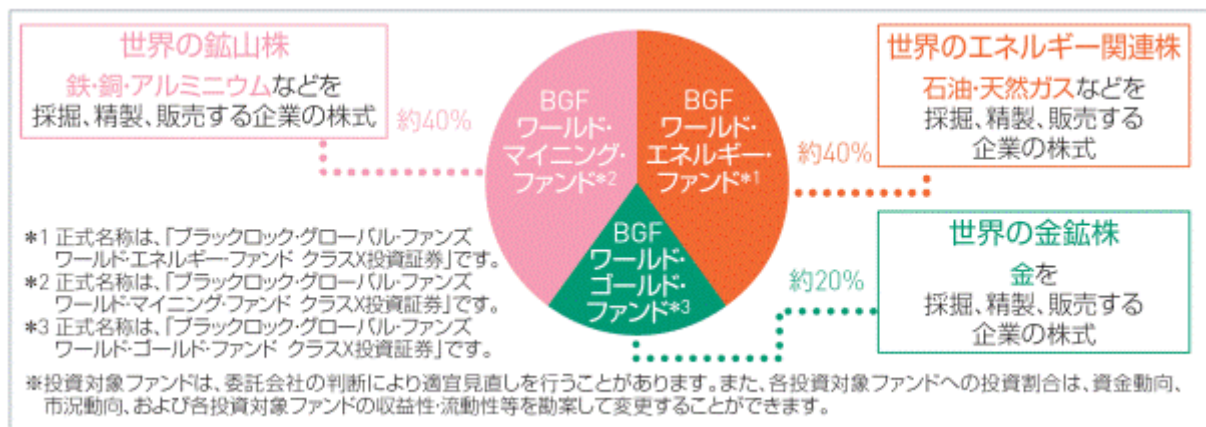 世界の鉱山株
鉄・銅・アルミニウムなどを
採掘、精製、販売する企業の株式
約40%
BGF
ワールド・
マイニング・
ファンド*2
BGF
ワールド・
エネルギー・
ファンド*1
BGF
ワールド・
ゴールド・
ファンド*3
世界のエネルギー関連株
石油・天然ガスなどを
採掘、精製、販売する
企業の株式
約40%
世界の金鉱株
金を
採掘、精製、販売する
企業の株式
約20%
*1 正式名称は、「ブラックロック・グローバル・ファンズ
ワールド・エネルギー・ファンド クラスX投資証券」です。
*2 正式名称は、「ブラックロック・グローバル・ファンズ
ワールド・マイニング・ファンド クラスX投資証券」です。
*3 正式名称は、「ブラックロック・グローバル・ファンズ
ワールド・ゴールド・ファンド クラスX投資証券」です。
※投資対象ファンドは、委託会社の判断により適宜見直しを行うことがあります。また、各投資対象ファンドへの投資割合は、資金動向、
市況動向、および各投資対象ファンドの収益性・流動性等を勘案して変更することができます。